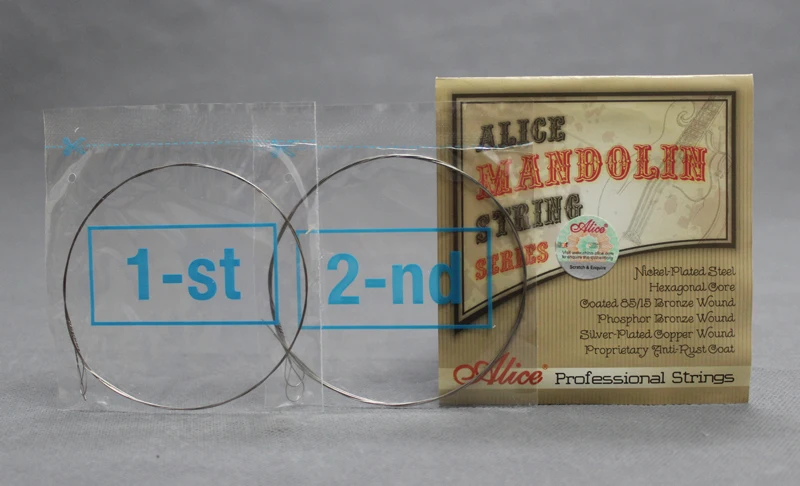 1-st
2-nd
ALICE
MANDOLIN
STRING
SERIES
Alice
Scratch & Enquire
Nickel-Plated Steel
Hexagonal Core
Coated 85/15 Bronze Wound
Phosphor Bronze Wound
Silver-Plated Copper Wound
Proprietary Anti-Rust Coat
Alice® Professional Strings